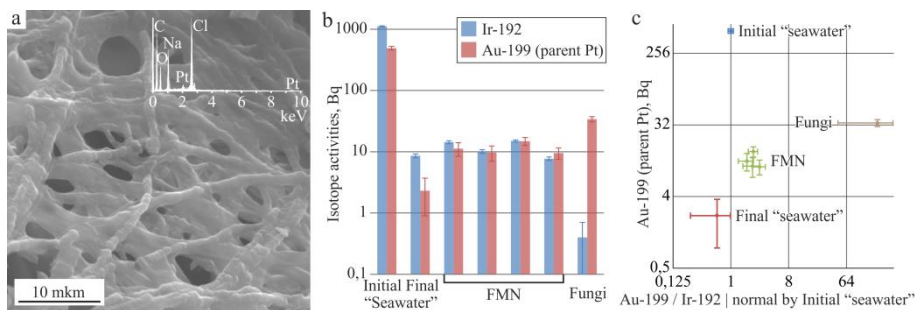 a
C
Cl
Na
O
Pt
Pt
0 2 4 6 8 10
keV
10 mkm
b
Isotope activities, Bq
1000
100
10
1
0,1
Ir-192
Au-199 (parent Pt)
Initial Final
“Seawater”
FMN
Fungi
c
Au-199 (parent Pt), Bq
256
32
4
0,5
Initial “seawater”
Fungi
FMN
Final “seawater”
0,125 1 8 64
Au-199 / Ir-192 | normal by Initial “seawater”